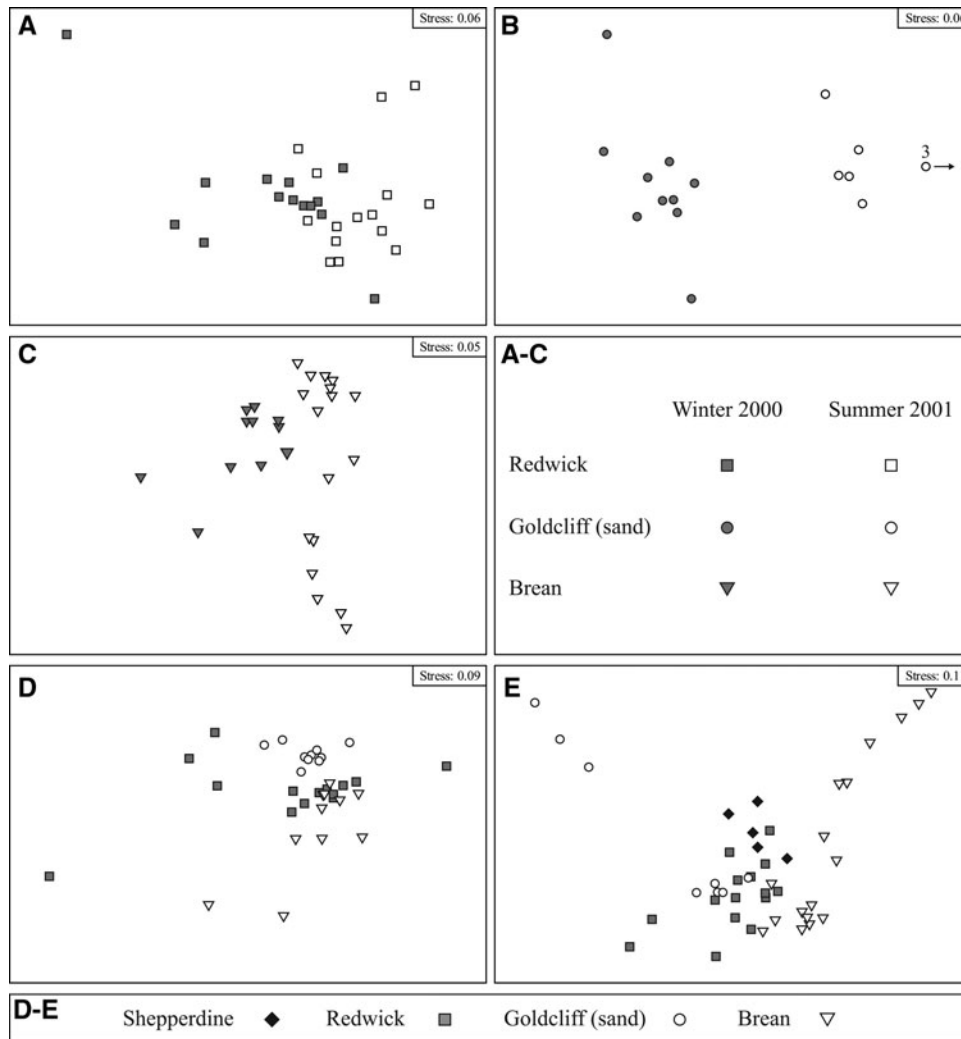 A
Stress: 0.06
B
Stress: 0.06
3
C
Stress: 0.05
A-C
Winter 2000 Summer 2001
Redwick
Goldcliff (sand)
Brean
D
Stress: 0.09
E
Stress: 0.1
D-E
Shepperdine Redwick Goldcliff (sand) Brean